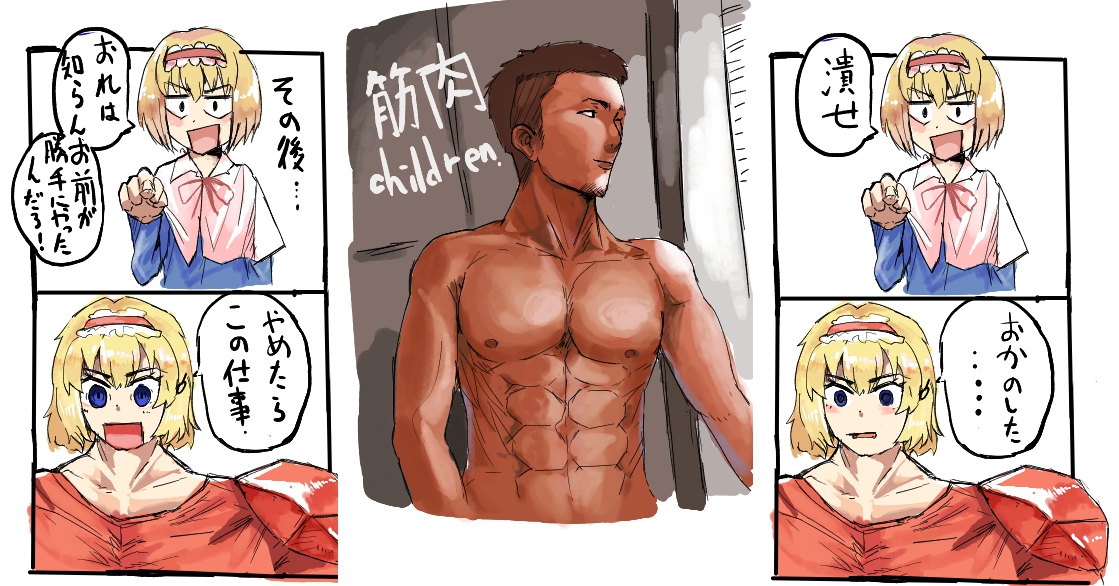 潰せ
おかのした
.....
筋肉
children.
その後...
おれは
知らん
お前が
勝手にやった
んだろ!
やめたら
この仕事.